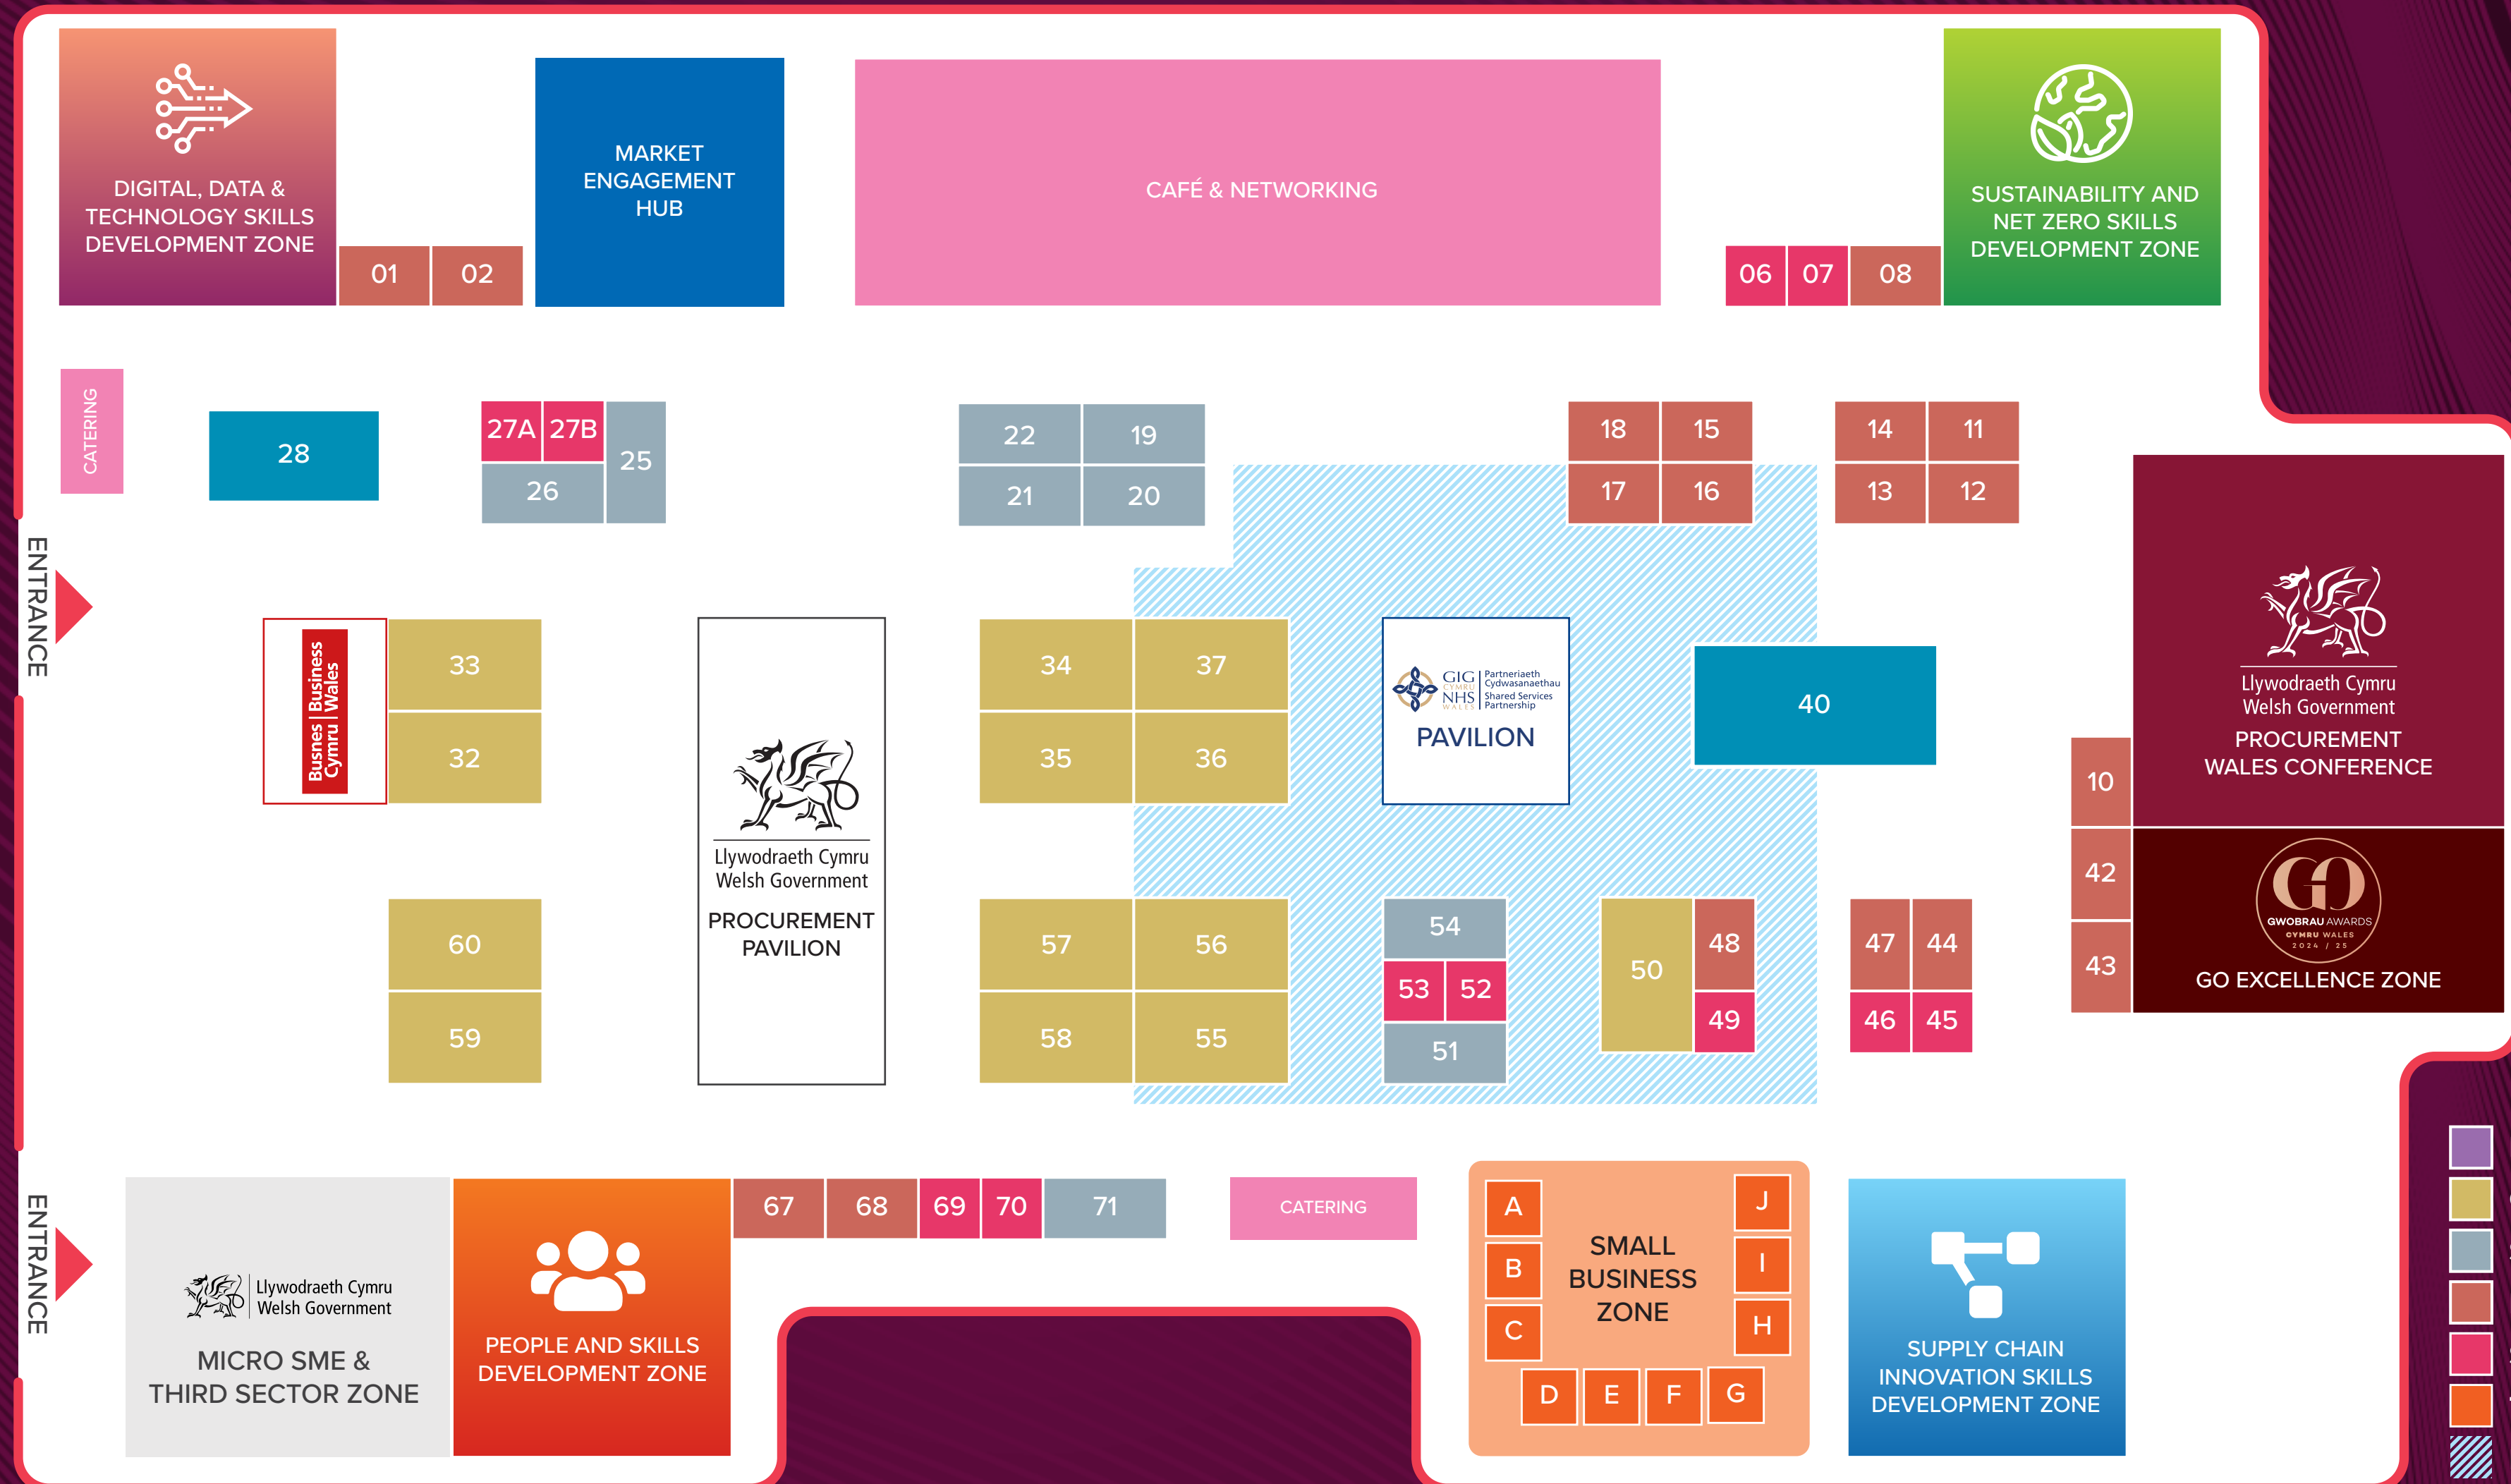 DIGITAL, DATA &
TECHNOLOGY SKILLS
DEVELOPMENT ZONE
01
02
MARKET
ENGAGEMENT
HUB
CAFÉ & NETWORKING
06
07
08
SUSTAINABILITY AND
NET ZERO SKILLS
DEVELOPMENT ZONE
CATERING
28
27A
27B
25
26
22
19
21
20
18
15
17
16
14
11
13
12
ENTRANCE
Busnes | Business
Cymru | Wales
33
32
Llywodraeth Cymru
Welsh Government
PROCUREMENT
PAVILION
34
37
35
36
GIG
CYMRU
NHS
WALES
Partneriaeth
Cydwasanaethau
Shared Services
Partnership
PAVILION
40
Llywodraeth Cymru
Welsh Government
PROCUREMENT
WALES CONFERENCE
10
42
43
GO
GWOBRAU AWARDS
CYMRU WALES
2024 / 25
GO EXCELLENCE ZONE
60
59
57
56
58
55
54
53
52
51
50
48
49
47
44
46
45
ENTRANCE
Llywodraeth Cymru
Welsh Government
MICRO SME &
THIRD SECTOR ZONE
PEOPLE AND SKILLS
DEVELOPMENT ZONE
67
68
69
70
71
CATERING
A
B
C
D
E
F
G
H
I
J
SMALL
BUSINESS
ZONE
SUPPLY CHAIN
INNOVATION SKILLS
DEVELOPMENT ZONE